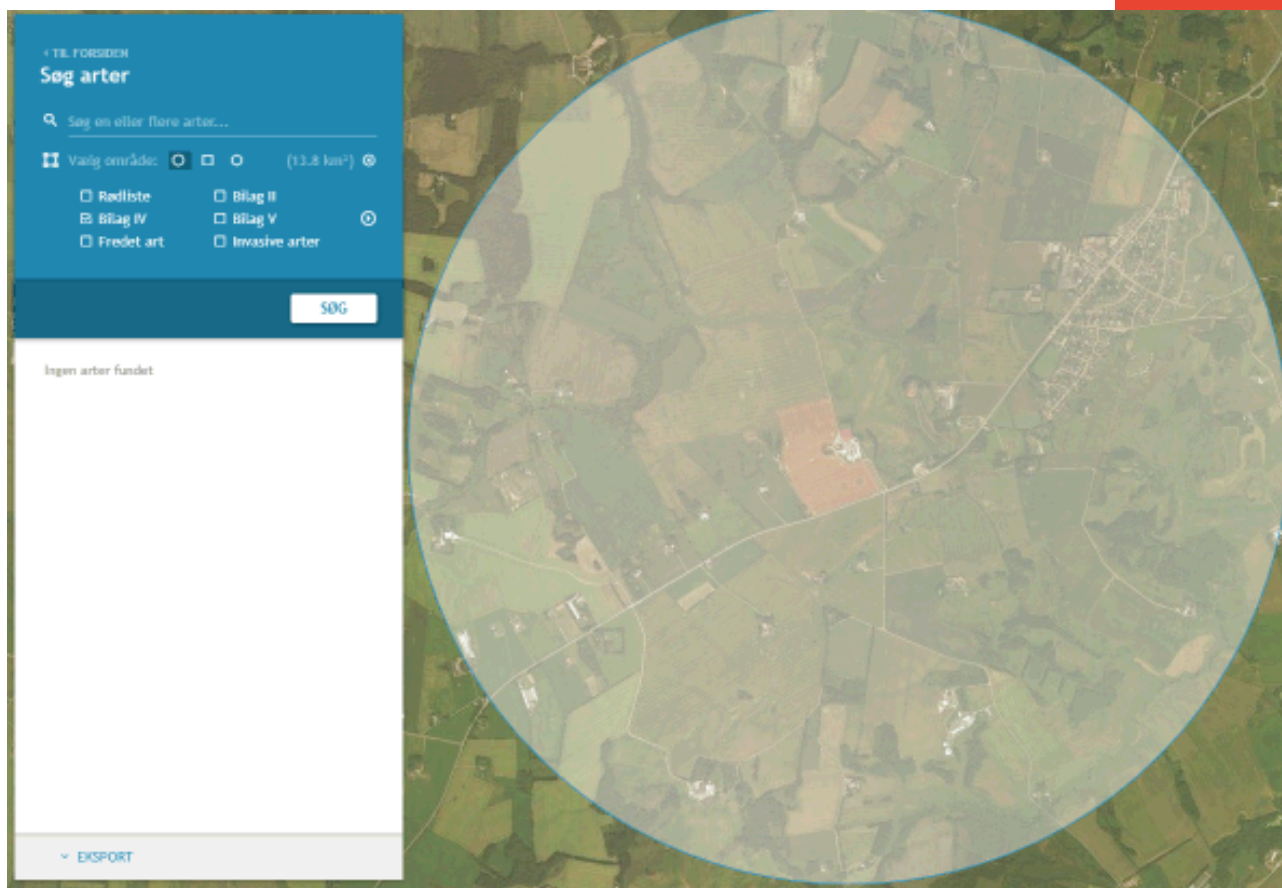 ‹ TIL FORSIDEN
Søg arter
Søg en eller flere arter...
Vælg område: (13.8 km²)
Rødliste Bilag II
Bilag IV Bilag V
Fredet art Invasive arter
SØG
Ingen arter fundet
EKSPORT